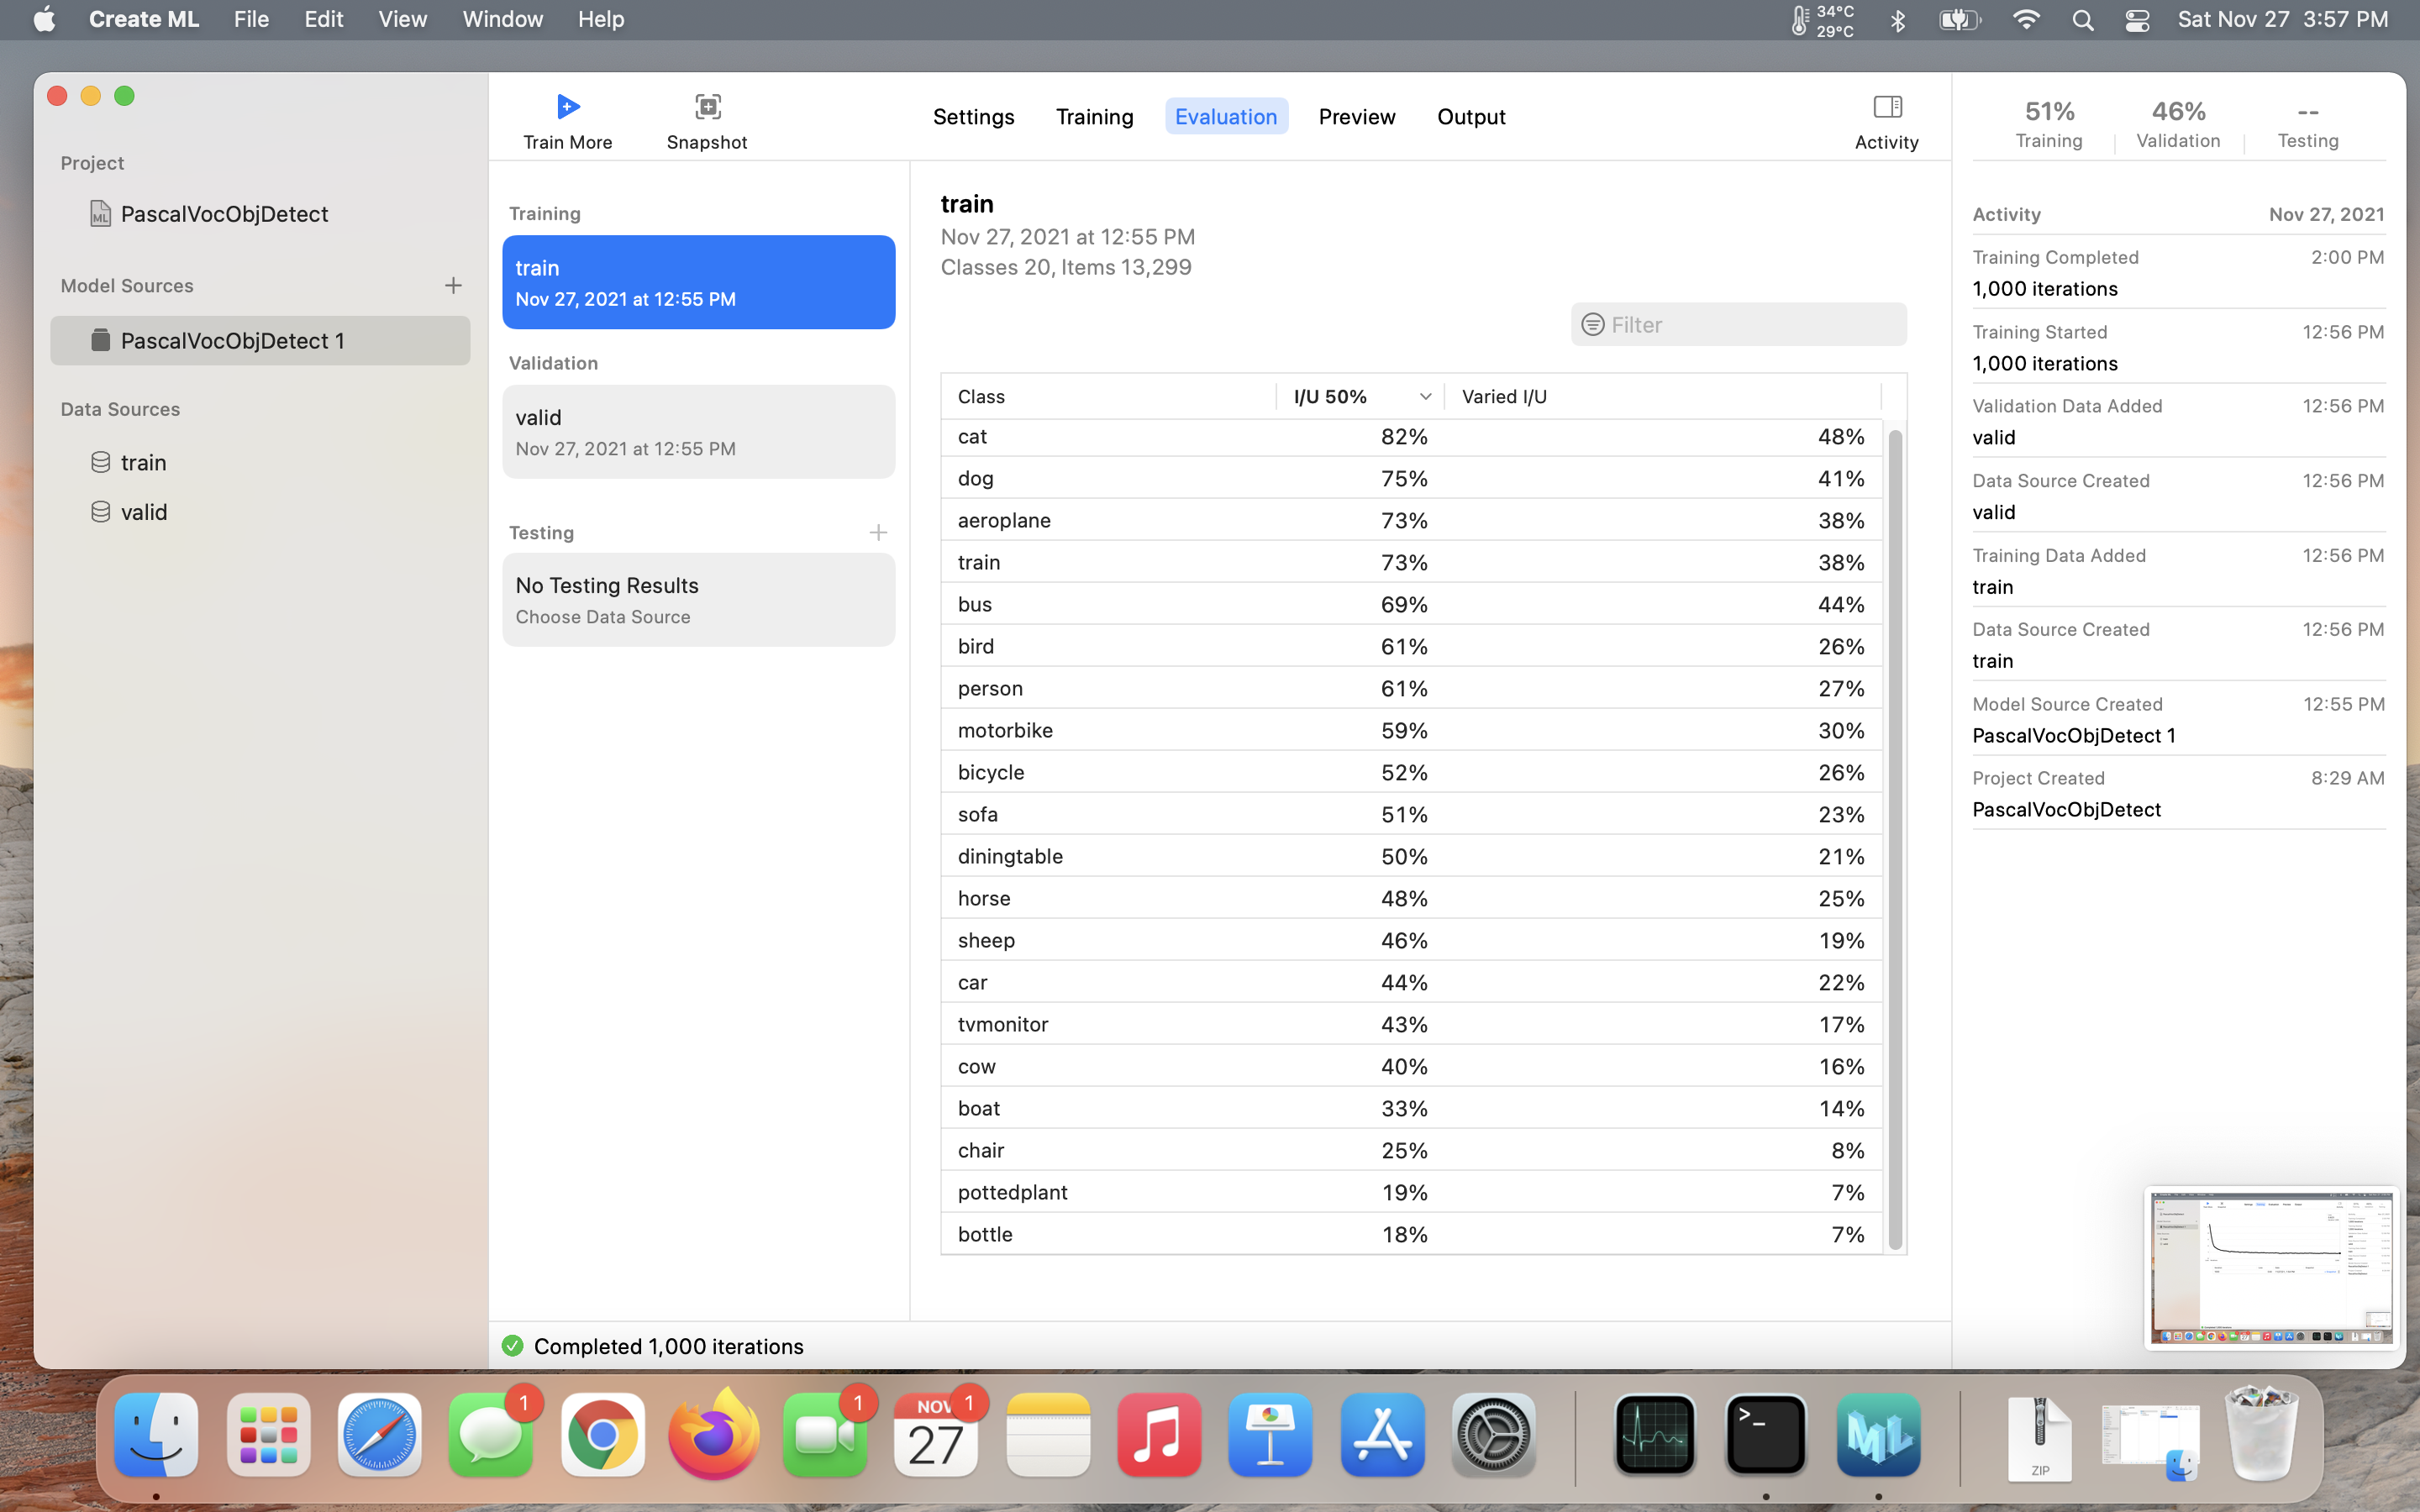 Create ML File Edit View Window Help 34°C 29°C Sat Nov 27 3:57 PM
Train More Snapshot Settings Training Evaluation Preview Output Activity
51% 46% --
Training Validation Testing
Project
PascalVocObjDetect
Model Sources
PascalVocObjDetect 1
Data Sources
train
valid
Training
train
Nov 27, 2021 at 12:55 PM
Validation
valid
Nov 27, 2021 at 12:55 PM
Testing
No Testing Results
Choose Data Source
train
Nov 27, 2021 at 12:55 PM
Classes 20, Items 13,299
Filter
Class I/U 50% Varied I/U
cat 82% 48%
dog 75% 41%
aeroplane 73% 38%
train 73% 38%
bus 69% 44%
bird 61% 26%
person 61% 27%
motorbike 59% 30%
bicycle 52% 26%
sofa 51% 23%
diningtable 50% 21%
horse 48% 25%
sheep 46% 19%
car 44% 22%
tvmonitor 43% 17%
cow 40% 16%
boat 33% 14%
chair 25% 8%
pottedplant 19% 7%
bottle 18% 7%
Completed 1,000 iterations
Activity Nov 27, 2021
Training Completed 2:00 PM
1,000 iterations
Training Started 12:56 PM
1,000 iterations
Validation Data Added 12:56 PM
valid
Data Source Created 12:56 PM
valid
Training Data Added 12:56 PM
train
Data Source Created 12:56 PM
train
Model Source Created 12:55 PM
PascalVocObjDetect 1
Project Created 8:29 AM
PascalVocObjDetect
1
1
NOV 1
27
>_
ML
ZIP